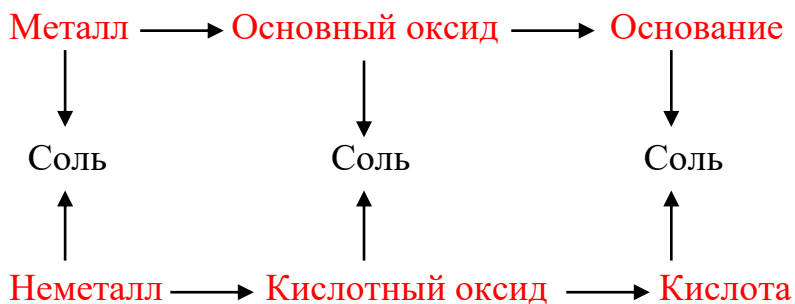 Металл Основный оксид Основание
Соль Соль Соль
Неметалл Кислотный оксид Кислота